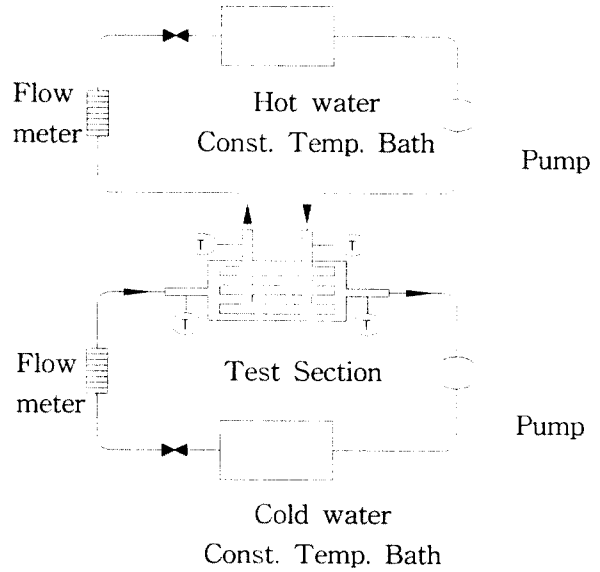 Flow
meter
Hot water
Const. Temp. Bath
Pump
T
T
T
T
Flow
meter
Test Section
Pump
Cold water
Const. Temp. Bath